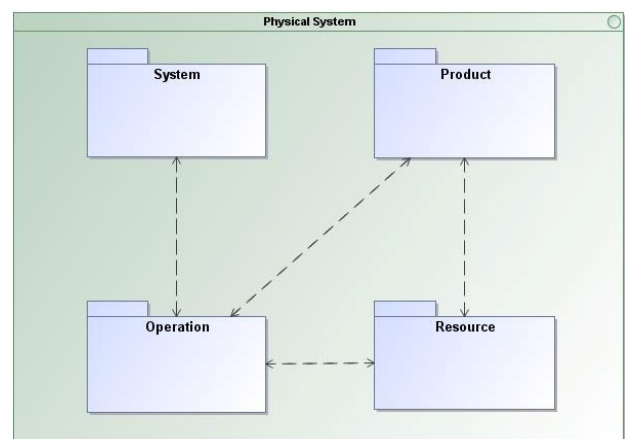 Physical System
System
Product
Operation
Resource